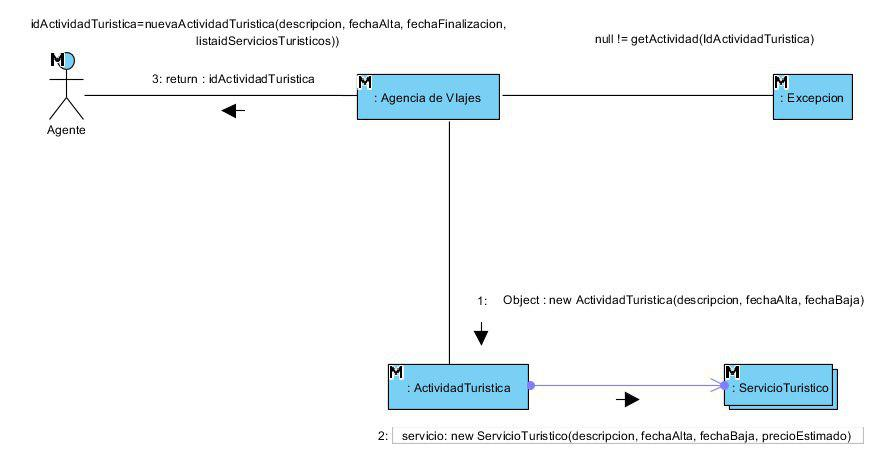 idActividadTuristica=nuevaActividadTuristica(descripcion, fechaAlta, fechaFinalizacion,
listaidServiciosTuristicos))
null != getActividad(IdActividadTuristica)
3: return : idActividadTuristica
M
M
: Agencia de VIajes
M
: Excepcion
Agente
1: Object : new ActividadTuristica(descripcion, fechaAlta, fechaBaja)
M
: ActividadTuristica
M
: ServicioTuristico
2: servicio: new ServicioTuristico(descripcion, fechaAlta, fechaBaja, precioEstimado)